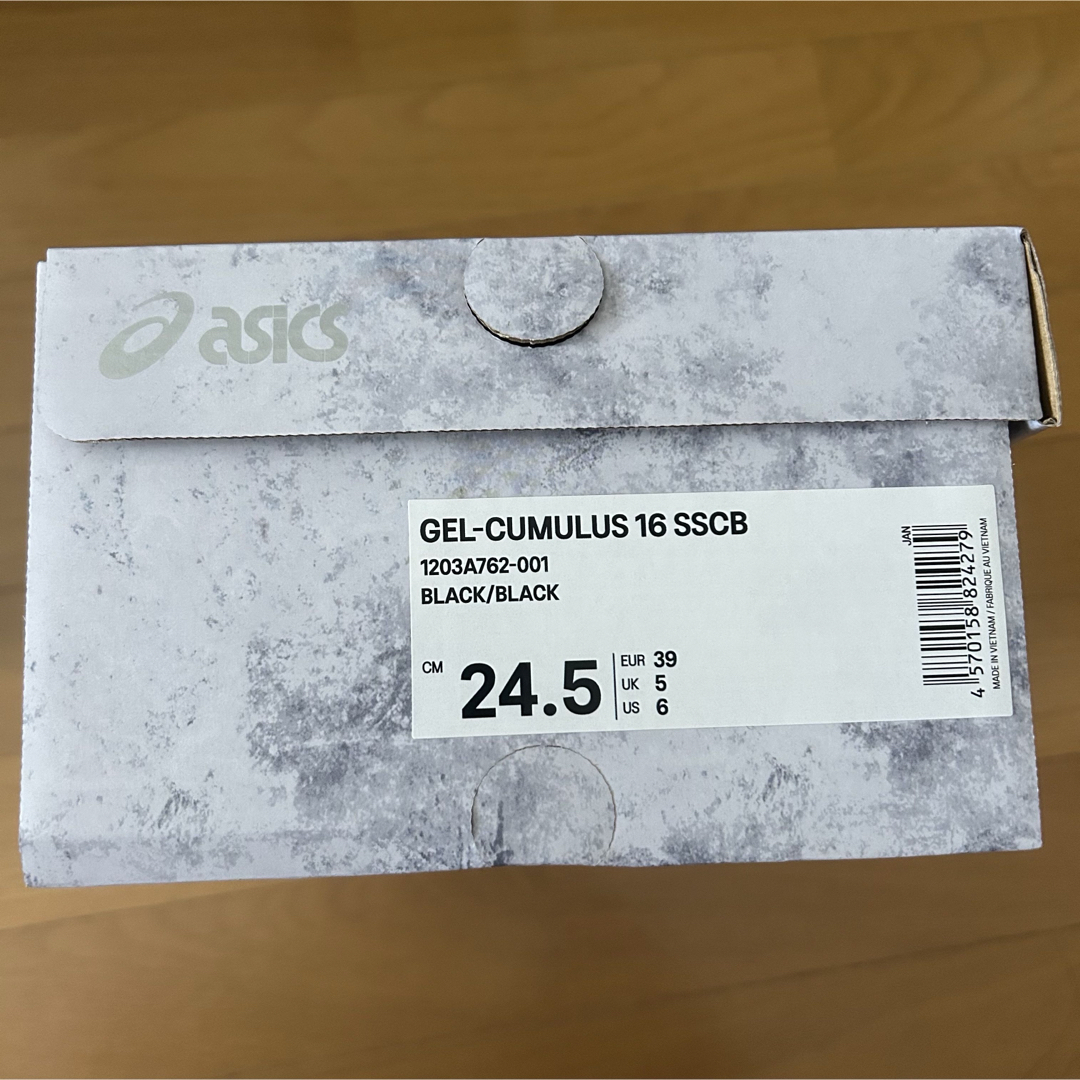 asics
GEL-CUMULUS 16 SSCB
1203A762-001
BLACK/BLACK
CM 24.5
EUR 39
UK 5
US 6
JAN
4 570158 824279
MADE IN VIETNAM / FABRIQUE AU VIETNAM